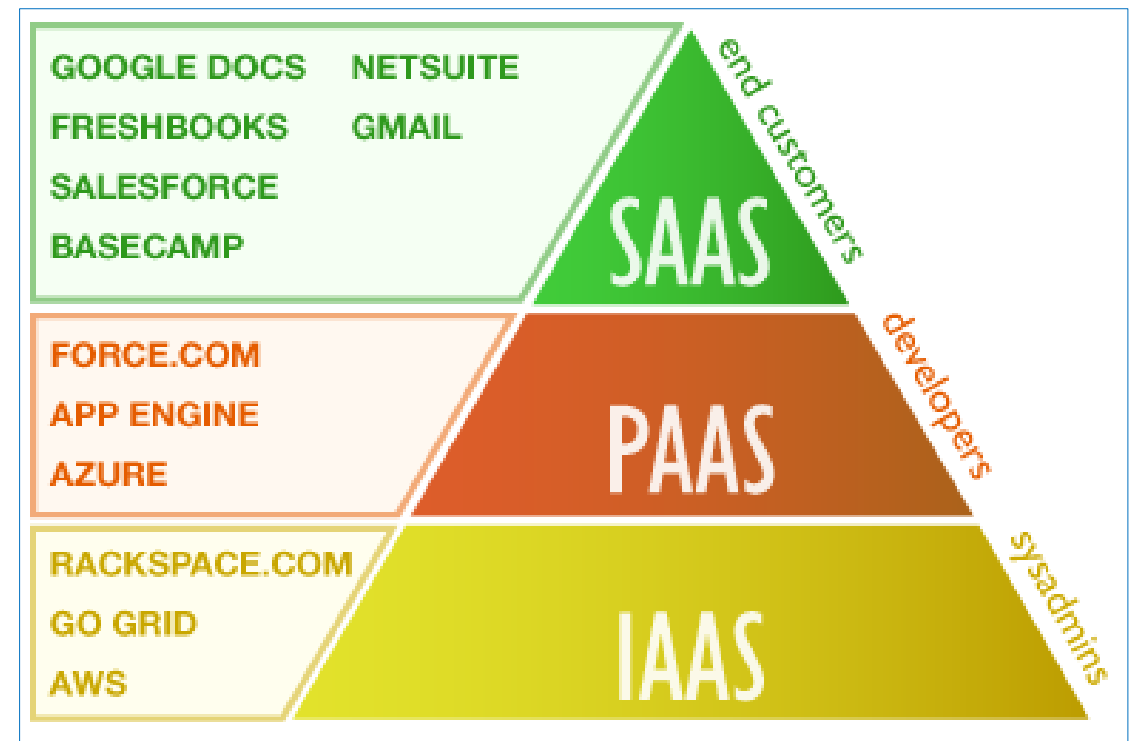 GOOGLE DOCS NETSUITE
FRESHBOOKS GMAIL
SALESFORCE
BASECAMP
SAAS
end customers
FORCE.COM
APP ENGINE
AZURE
PAAS
developers
RACKSPACE.COM
GO GRID
AWS
IAAS
sysadmins